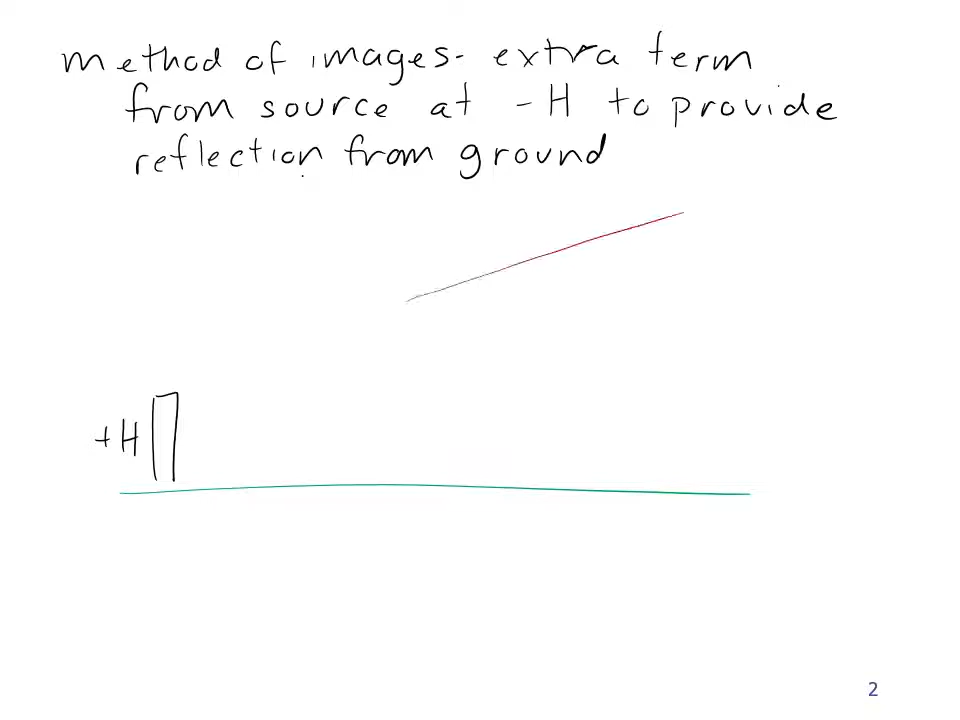 method of images- extra term
from source at -H to provide
reflection from ground
+H
2